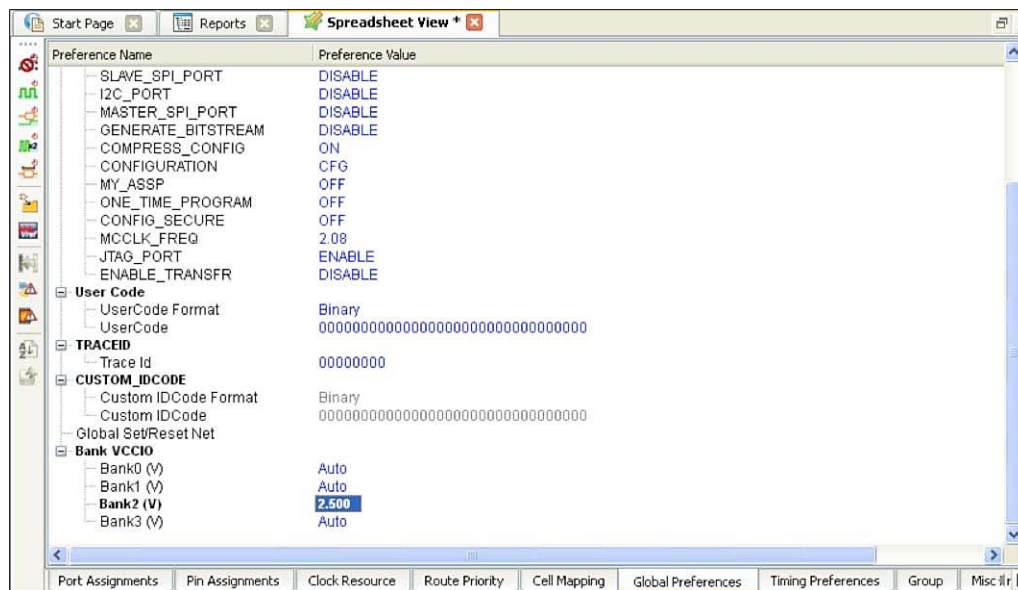 Start Page Reports Spreadsheet View *
Preference Name Preference Value
SLAVE_SPI_PORT DISABLE
I2C_PORT DISABLE
MASTER_SPI_PORT DISABLE
GENERATE_BITSTREAM DISABLE
COMPRESS_CONFIG ON
CONFIGURATION CFG
MY_ASSP OFF
ONE_TIME_PROGRAM OFF
CONFIG_SECURE OFF
MCCLK_FREQ 2.08
JTAG_PORT ENABLE
ENABLE_TRANSFR DISABLE
User Code
UserCode Format Binary
UserCode 00000000000000000000000000000000
TRACEID
Trace Id 00000000
CUSTOM_IDCODE
Custom IDCode Format Binary
Custom IDCode 00000000000000000000000000000000
Global Set/Reset Net
Bank VCCIO
Bank0 (V) Auto
Bank1 (V) Auto
Bank2 (V) 2.500
Bank3 (V) Auto
Port Assignments Pin Assignments Clock Resource Route Priority Cell Mapping Global Preferences Timing Preferences Group Misc